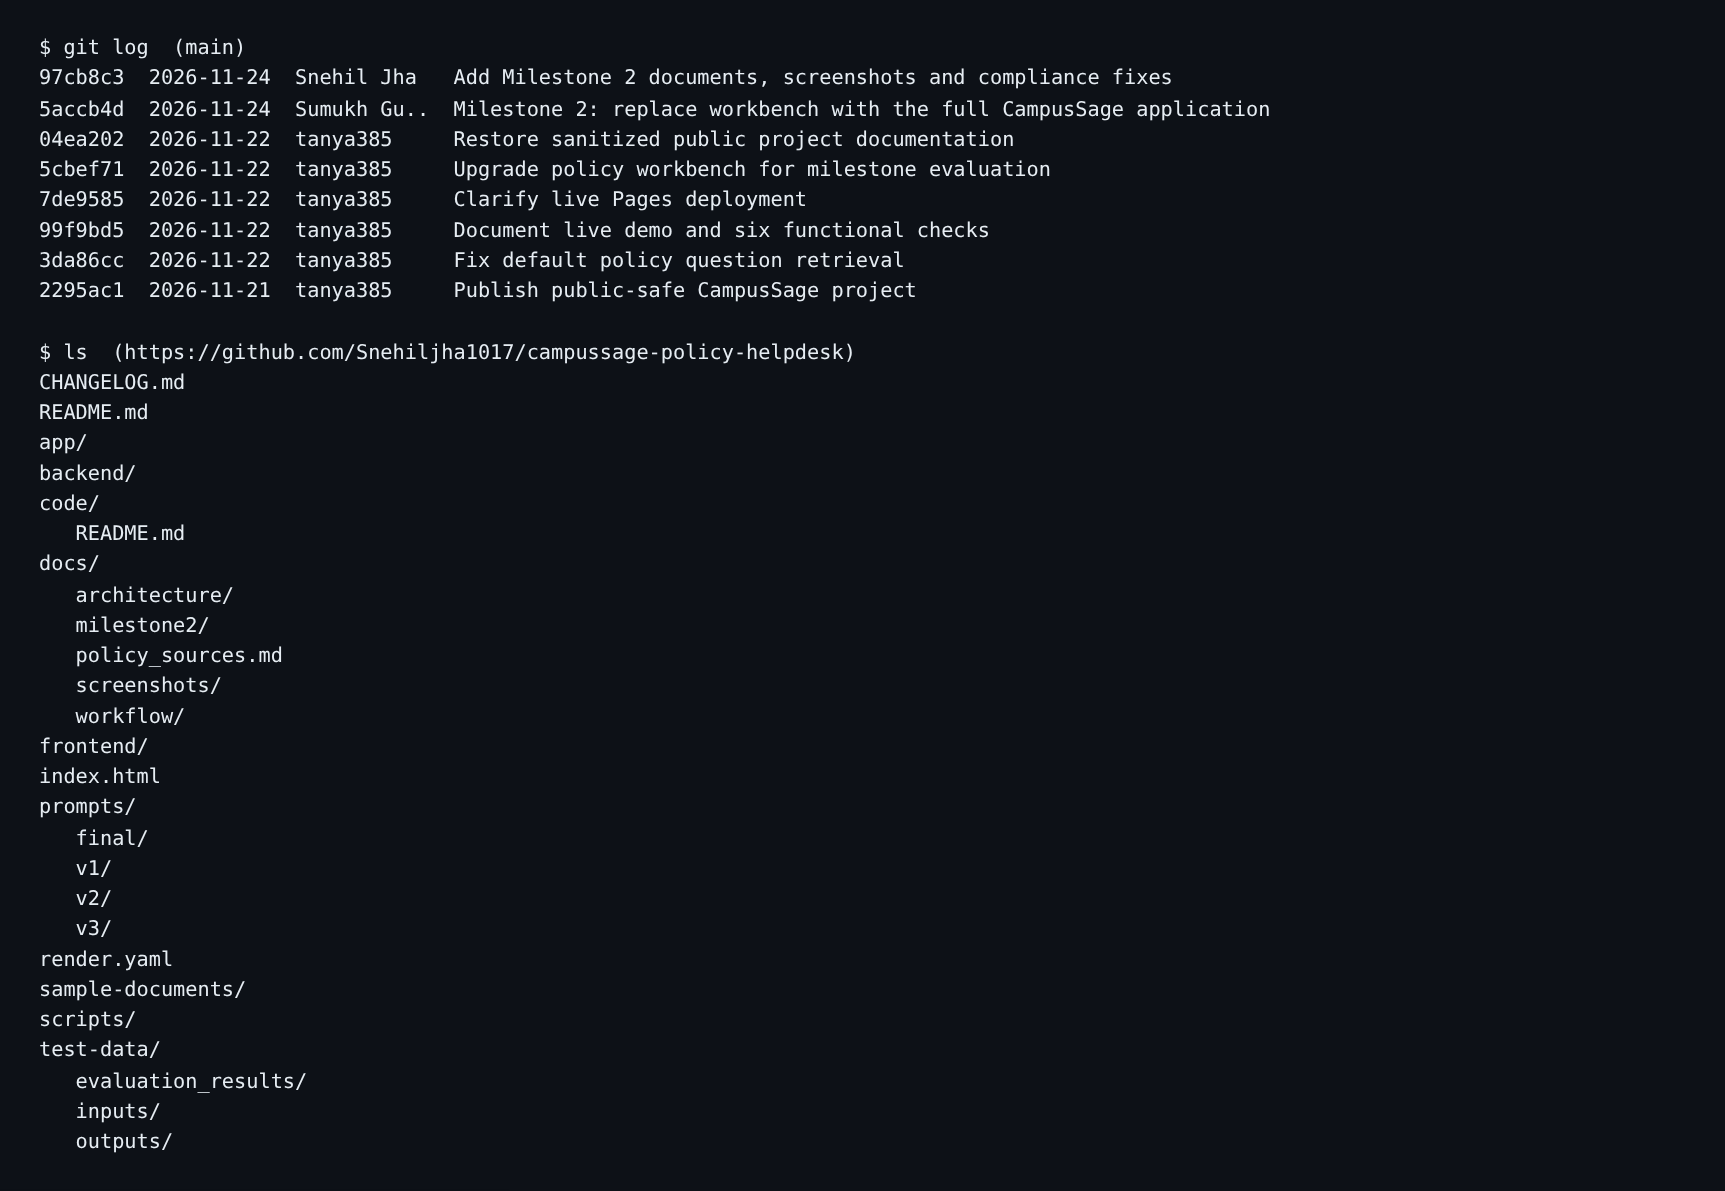 $ git log  (main)
97cb8c3  2026-11-24  Snehil Jha   Add Milestone 2 documents, screenshots and compliance fixes
5accb4d  2026-11-24  Sumukh Gu..  Milestone 2: replace workbench with the full CampusSage application
04ea202  2026-11-22  tanya385     Restore sanitized public project documentation
5cbef71  2026-11-22  tanya385     Upgrade policy workbench for milestone evaluation
7de9585  2026-11-22  tanya385     Clarify live Pages deployment
99f9bd5  2026-11-22  tanya385     Document live demo and six functional checks
3da86cc  2026-11-22  tanya385     Fix default policy question retrieval
2295ac1  2026-11-21  tanya385     Publish public-safe CampusSage project
$ ls  (https://github.com/Snehiljha1017/campussage-policy-helpdesk)
CHANGELOG.md
README.md
app/
backend/
code/
   README.md
docs/
   architecture/
   milestone2/
   policy_sources.md
   screenshots/
   workflow/
frontend/
index.html
prompts/
   final/
   v1/
   v2/
   v3/
render.yaml
sample-documents/
scripts/
test-data/
   evaluation_results/
   inputs/
   outputs/